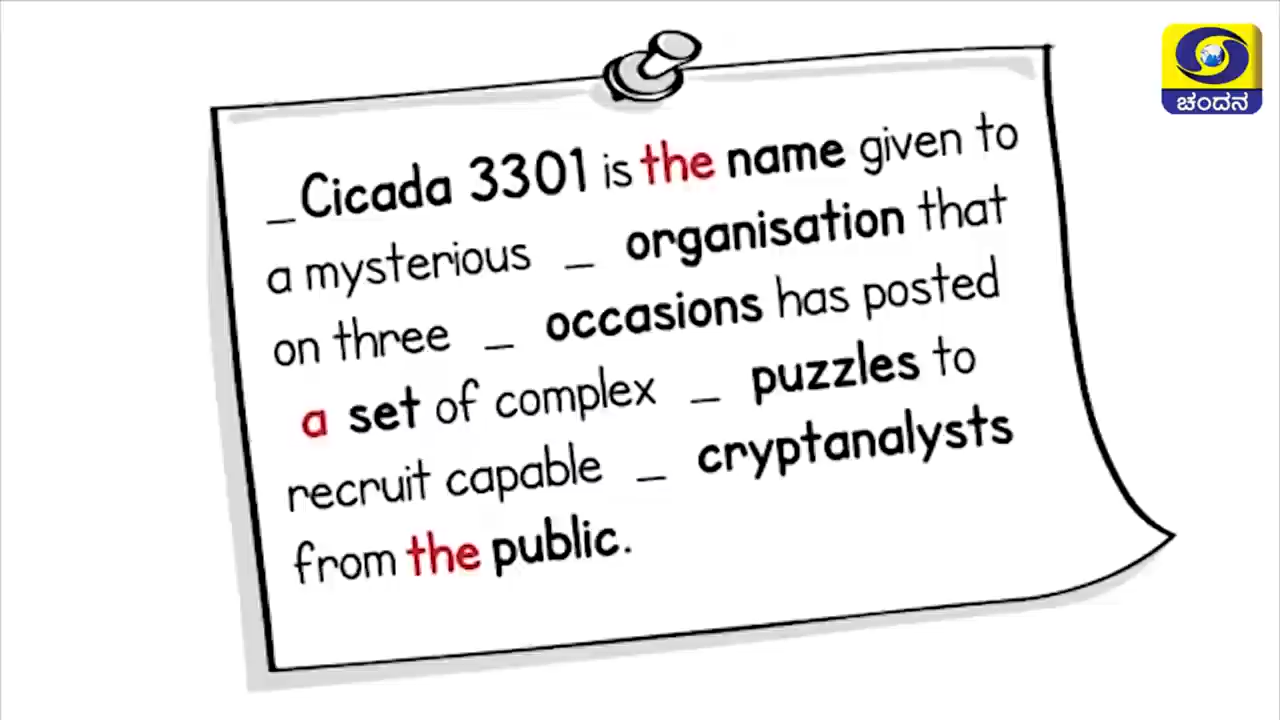 ಚಂದನ
_ Cicada 3301 is the name given to
a mysterious _ organisation that
on three _ occasions has posted
a set of complex _ puzzles to
recruit capable _ cryptanalysts
from the public.